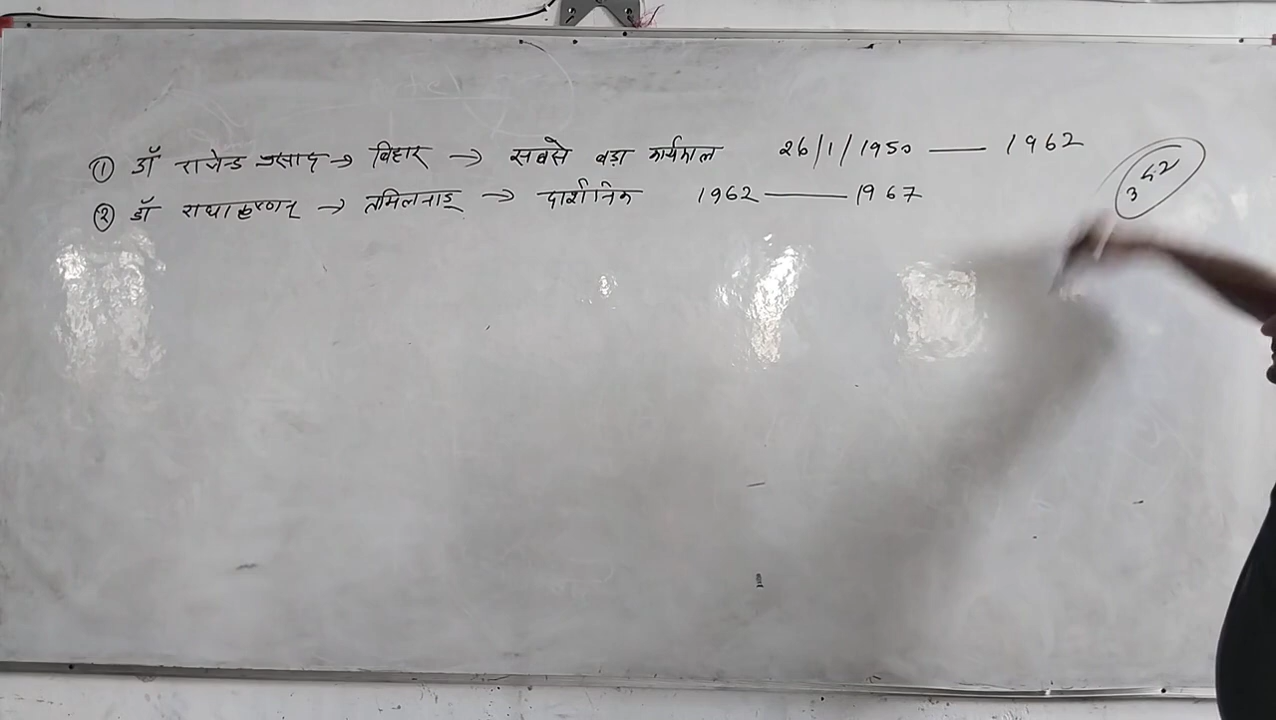 ① डॉ राजेन्द्र प्रसाद → बिहार → सबसे बड़ा कार्यकाल 26/1/1950 — 1962
② डॉ राधाकृष्णन् → तमिलनाडू → दार्शनिक 1962 — 1967
352